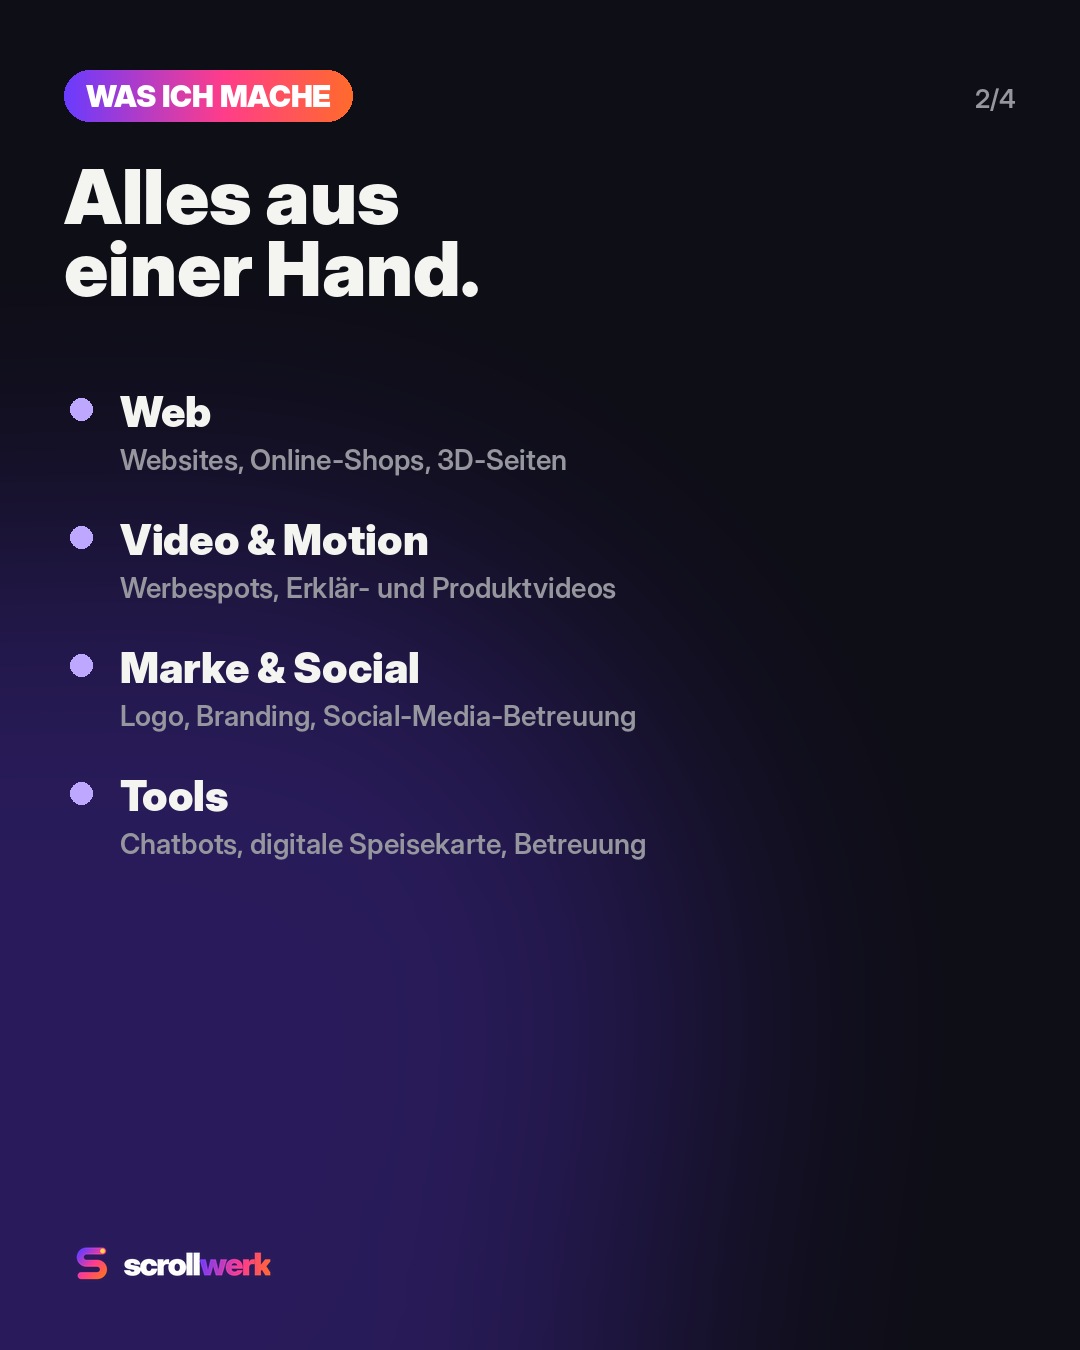 WAS ICH MACHE
2/4
Alles aus
einer Hand.
Web
Websites, Online-Shops, 3D-Seiten
Video & Motion
Werbespots, Erklär- und Produktvideos
Marke & Social
Logo, Branding, Social-Media-Betreuung
Tools
Chatbots, digitale Speisekarte, Betreuung
scrollwerk